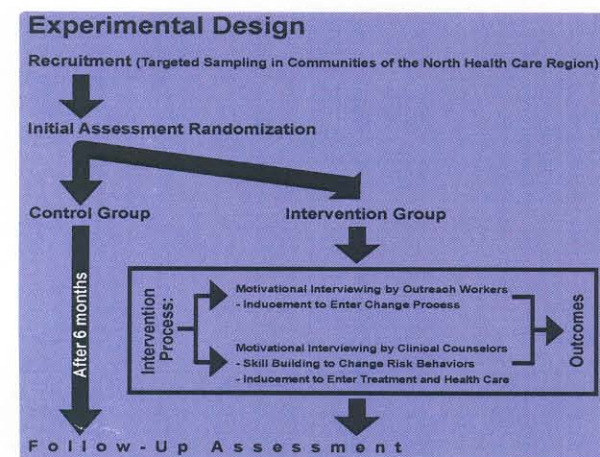 Experimental Design
Recruitment (Targeted Sampling in Communities of the North Health Care Region)
Initial Assessment Randomization
Control Group
Intervention Group
After 6 months
Intervention
Process:
Motivational Interviewing by Outreach Workers
- Inducement to Enter Change Process
Motivational Interviewing by Clinical Counselors
- Skill Building to Change Risk Behaviors
- Inducement to Enter Treatment and Health Care
Outcomes
Follow-Up Assessment